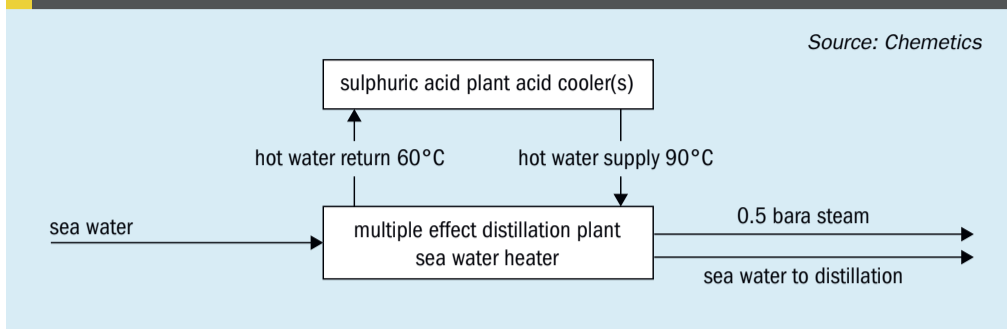 Source: Chemetics
sulphuric acid plant acid cooler(s)
hot water return 60°C
hot water supply 90°C
sea water
multiple effect distillation plant
sea water heater
0.5 bara steam
sea water to distillation